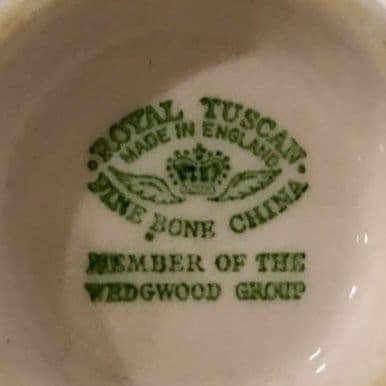 • ROYAL TUSCAN •
MADE IN ENGLAND
FINE BONE CHINA
MEMBER OF THE
WEDGWOOD GROUP